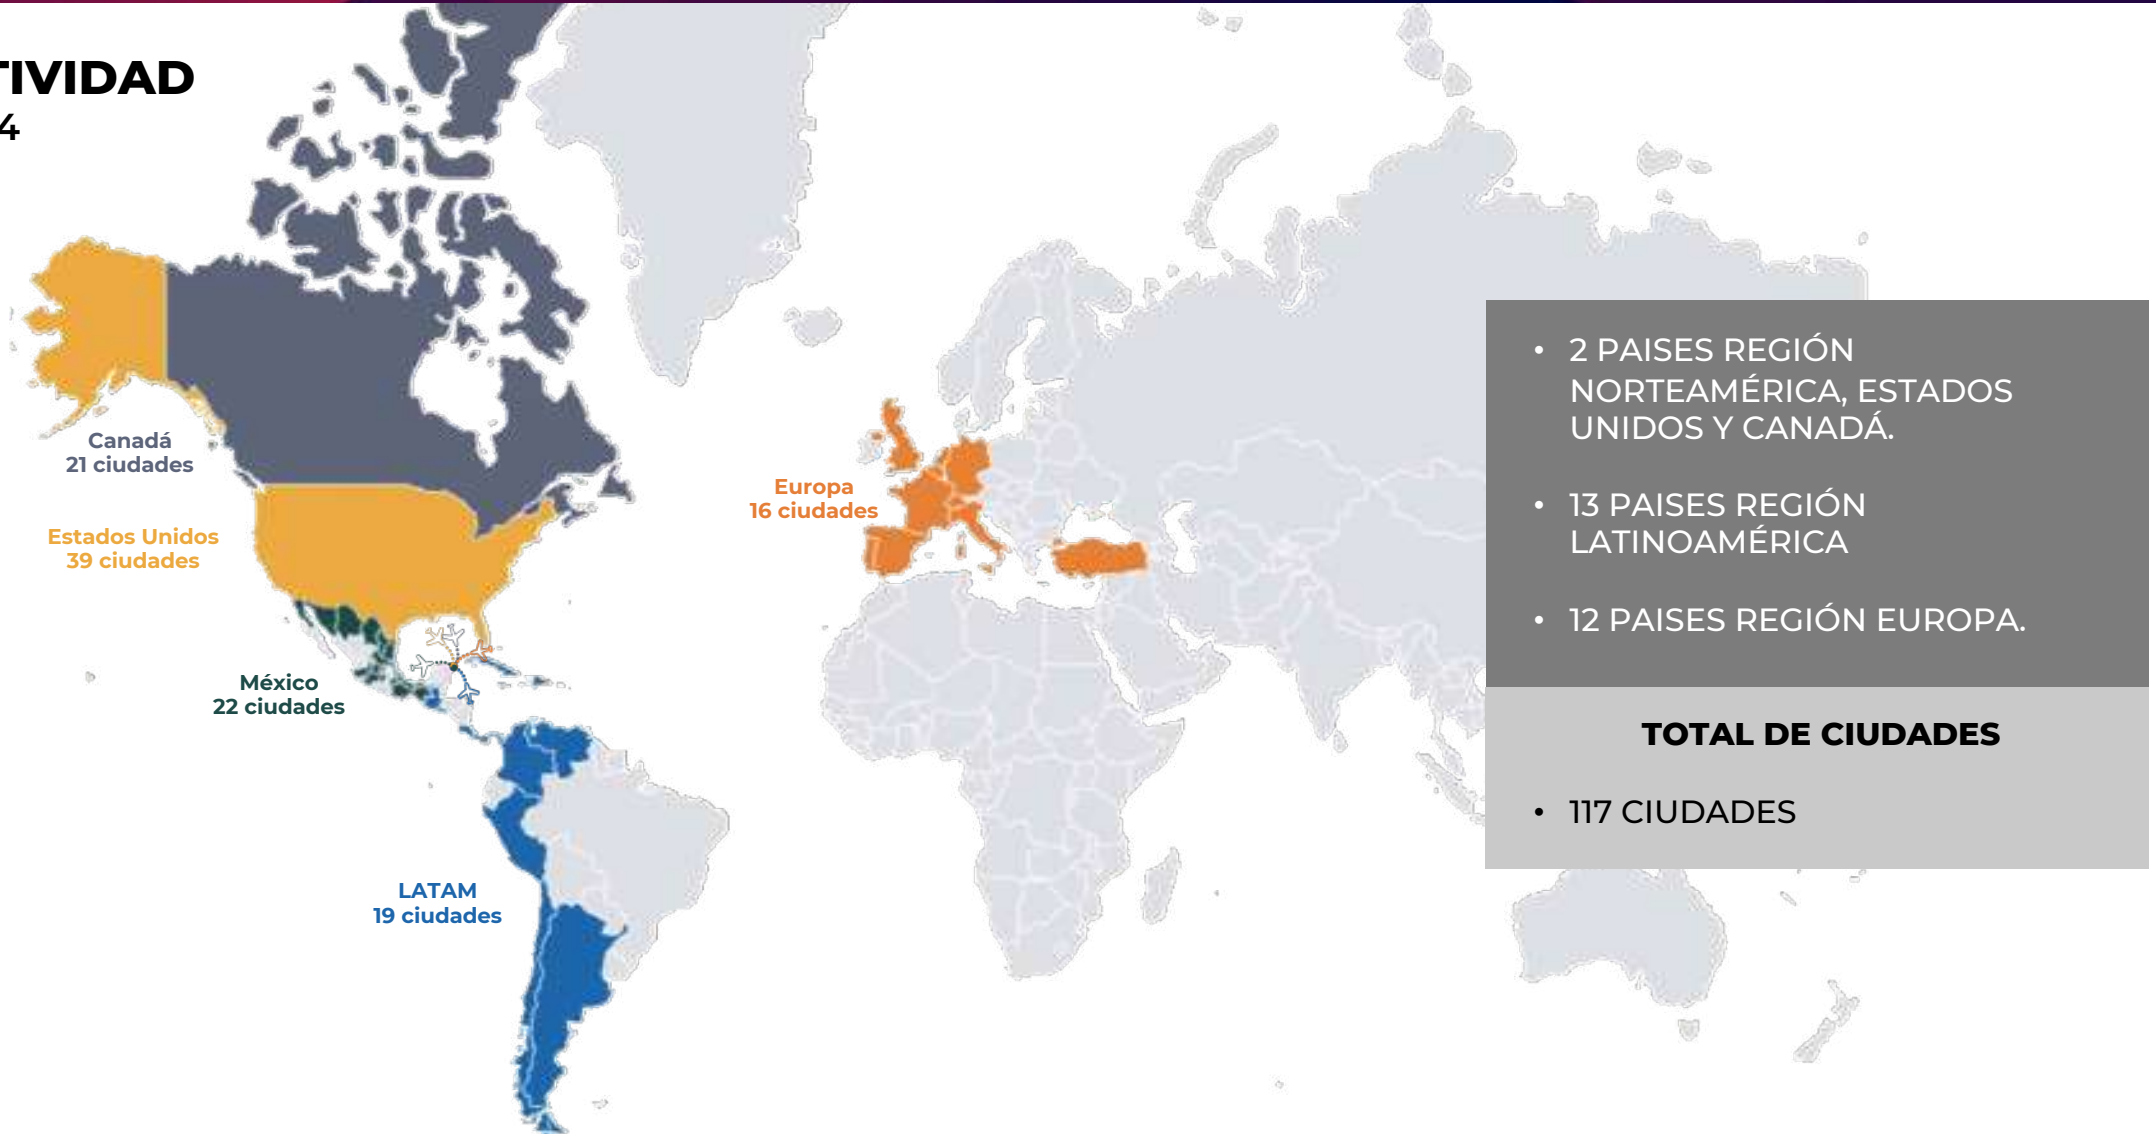 TIVIDAD
4
Canadá
21 ciudades
Estados Unidos
39 ciudades
México
22 ciudades
LATAM
19 ciudades
Europa
16 ciudades
• 2 PAISES REGIÓN
NORTEAMÉRICA, ESTADOS
UNIDOS Y CANADÁ.
• 13 PAISES REGIÓN
LATINOAMÉRICA
• 12 PAISES REGIÓN EUROPA.
TOTAL DE CIUDADES
• 117 CIUDADES